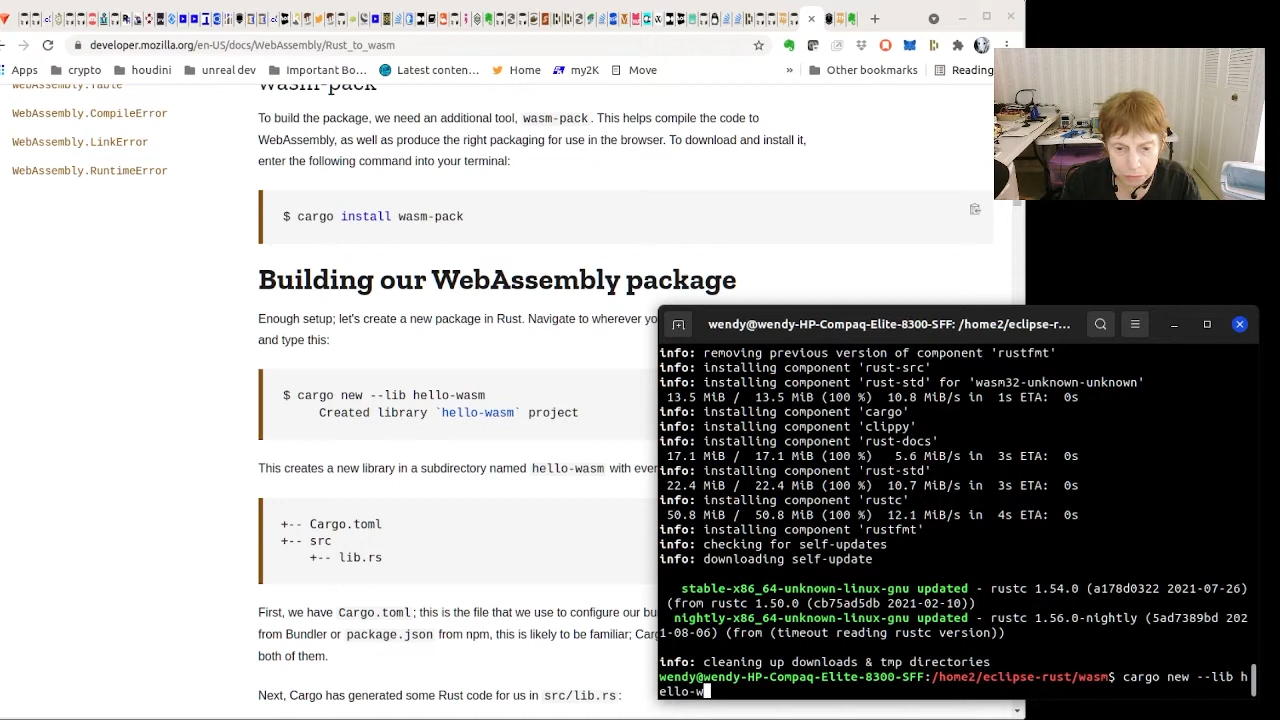 developer.mozilla.org/en-US/docs/WebAssembly/Rust_to_wasm
Apps crypto houdini unreal dev Important Bo... Latest conten... Home my2K Move » Other bookmarks Reading
WebAssembly.Table
WebAssembly.CompileError
WebAssembly.LinkError
WebAssembly.RuntimeError
wasm-pack
To build the package, we need an additional tool, wasm-pack. This helps compile the code to
WebAssembly, as well as produce the right packaging for use in the browser. To download and install it,
enter the following command into your terminal:
$ cargo install wasm-pack
Building our WebAssembly package
Enough setup; let's create a new package in Rust. Navigate to wherever yo
and type this:
$ cargo new --lib hello-wasm
Created library `hello-wasm` project
This creates a new library in a subdirectory named hello-wasm with ever
+-- Cargo.toml
+-- src
+-- lib.rs
First, we have Cargo.toml; this is the file that we use to configure our bu
from Bundler or package.json from npm, this is likely to be familiar; Carg
both of them.
Next, Cargo has generated some Rust code for us in src/lib.rs:
wendy@wendy-HP-Compaq-Elite-8300-SFF: /home2/eclipse-r...
info: removing previous version of component 'rustfmt'
info: installing component 'rust-src'
info: installing component 'rust-std' for 'wasm32-unknown-unknown'
13.5 MiB / 13.5 MiB (100 %) 10.8 MiB/s in 1s ETA: 0s
info: installing component 'cargo'
info: installing component 'clippy'
info: installing component 'rust-docs'
17.1 MiB / 17.1 MiB (100 %) 5.6 MiB/s in 3s ETA: 0s
info: installing component 'rust-std'
22.4 MiB / 22.4 MiB (100 %) 10.7 MiB/s in 3s ETA: 0s
info: installing component 'rustc'
50.8 MiB / 50.8 MiB (100 %) 12.1 MiB/s in 4s ETA: 0s
info: installing component 'rustfmt'
info: checking for self-updates
info: downloading self-update
stable-x86_64-unknown-linux-gnu updated - rustc 1.54.0 (a178d0322 2021-07-26)
(from rustc 1.50.0 (cb75ad5db 2021-02-10))
nightly-x86_64-unknown-linux-gnu updated - rustc 1.56.0-nightly (5ad7389bd 202
1-08-06) (from (timeout reading rustc version))
info: cleaning up downloads & tmp directories
wendy@wendy-HP-Compaq-Elite-8300-SFF:/home2/eclipse-rust/wasm$ cargo new --lib h
ello-w